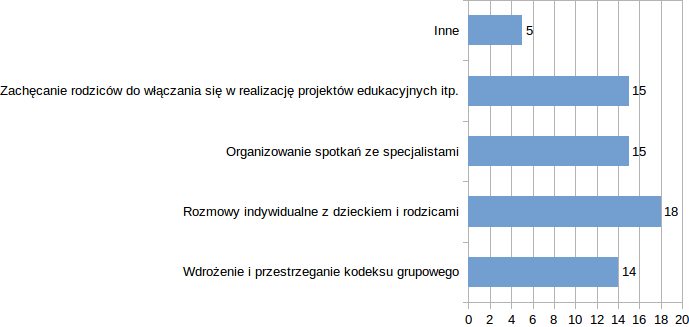 Inne 5
Zachęcanie rodziców do włączania się w realizację projektów edukacyjnych itp. 15
Organizowanie spotkań ze specjalistami 15
Rozmowy indywidualne z dzieckiem i rodzicami 18
Wdrożenie i przestrzeganie kodeksu grupowego 14
0 2 4 6 8 10 12 14 16 18 20